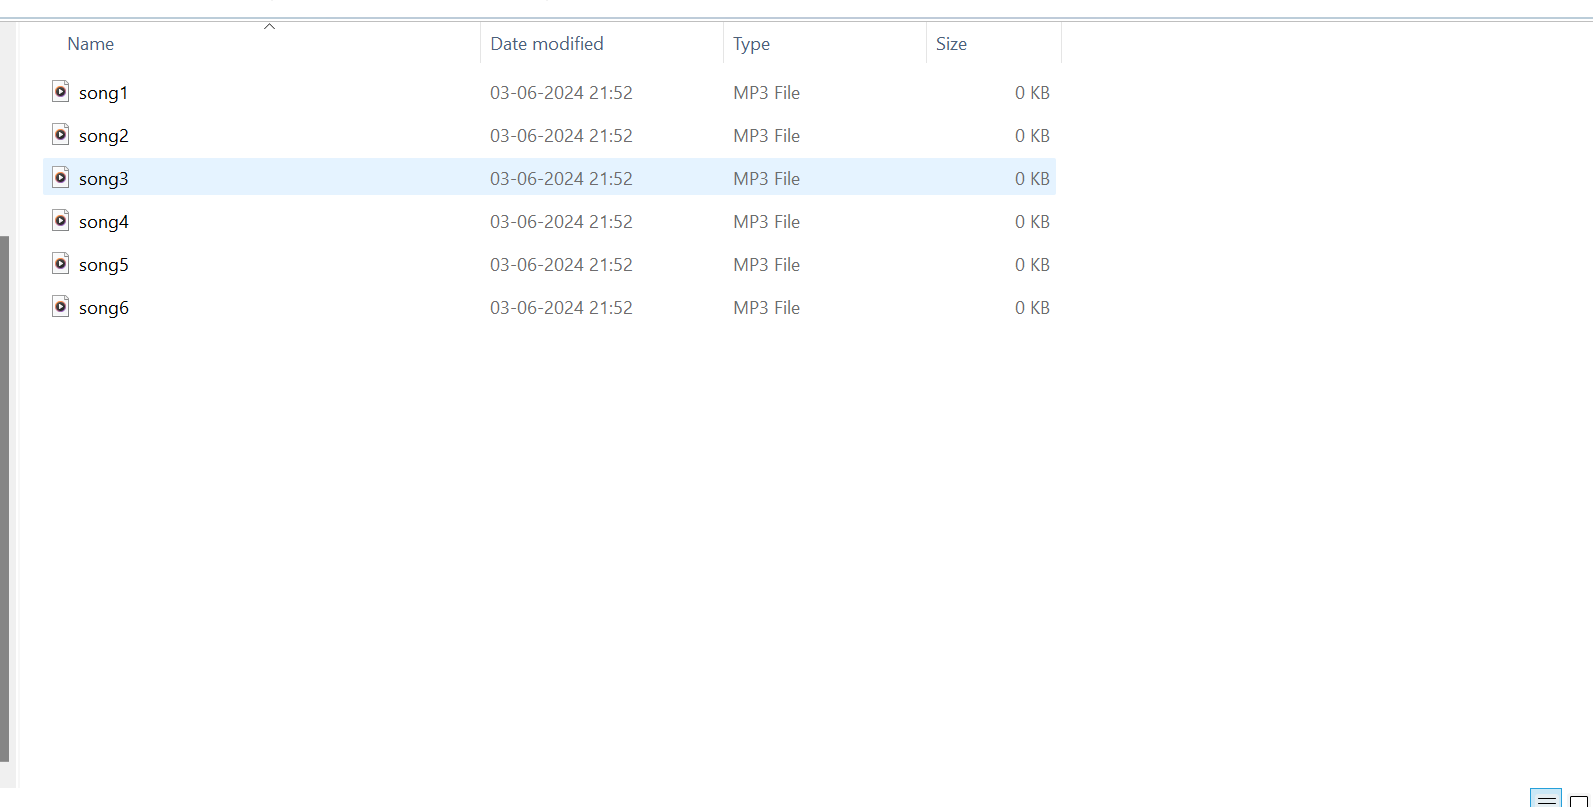 Name Date modified Type Size
song1 03-06-2024 21:52 MP3 File 0 KB
song2 03-06-2024 21:52 MP3 File 0 KB
song3 03-06-2024 21:52 MP3 File 0 KB
song4 03-06-2024 21:52 MP3 File 0 KB
song5 03-06-2024 21:52 MP3 File 0 KB
song6 03-06-2024 21:52 MP3 File 0 KB